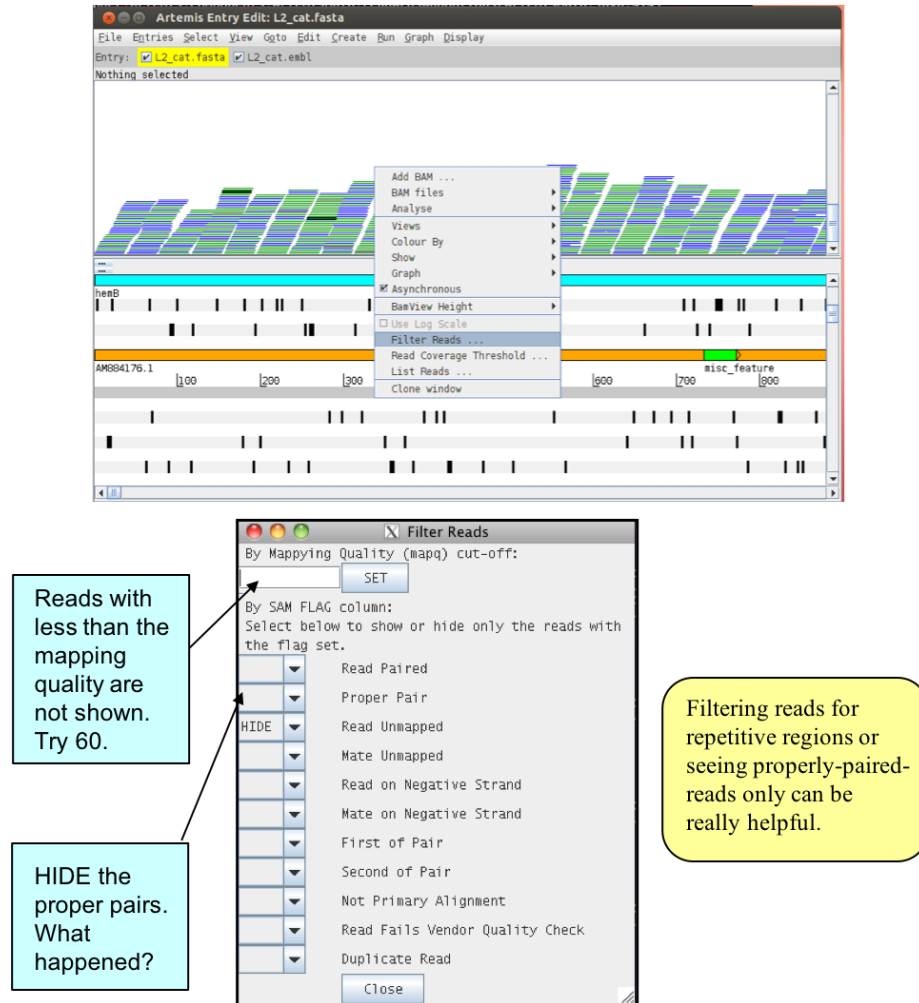 Artemis Entry Edit: L2_cat.fasta
File Entries Select View Goto Edit Create Run Graph Display
Entry: L2_cat.fasta L2_cat.embl
Nothing selected
Add BAM ...
BAM files
Analyse
Views
Colour By
Show
Graph
Asynchronous
BamView Height
Use Log Scale
Filter Reads ...
Read Coverage Threshold ...
List Reads ...
Clone window
hemB
AM884176.1
misc_feature
100 200 300 600 700 800
X Filter Reads
By Mappying Quality (mapq) cut-off:
SET
By SAM FLAG column:
Select below to show or hide only the reads with
the flag set.
Read Paired
Proper Pair
HIDE Read Unmapped
Mate Unmapped
Read on Negative Strand
Mate on Negative Strand
First of Pair
Second of Pair
Not Primary Alignment
Read Fails Vendor Quality Check
Duplicate Read
Close
Reads with
less than the
mapping
quality are
not shown.
Try 60.
HIDE the
proper pairs.
What
happened?
Filtering reads for
repetitive regions or
seeing properly-paired-
reads only can be
really helpful.